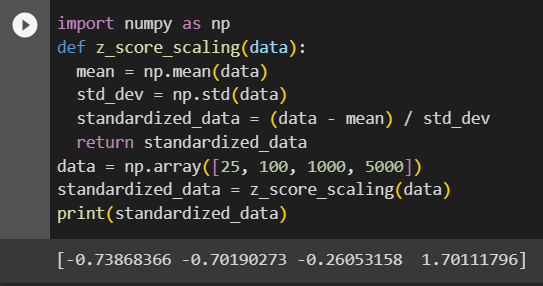 import numpy as np
def z_score_scaling(data):
  mean = np.mean(data)
  std_dev = np.std(data)
  standardized_data = (data - mean) / std_dev
  return standardized_data
data = np.array([25, 100, 1000, 5000])
standardized_data = z_score_scaling(data)
print(standardized_data)
[-0.73868366 -0.70190273 -0.26053158  1.70111796]